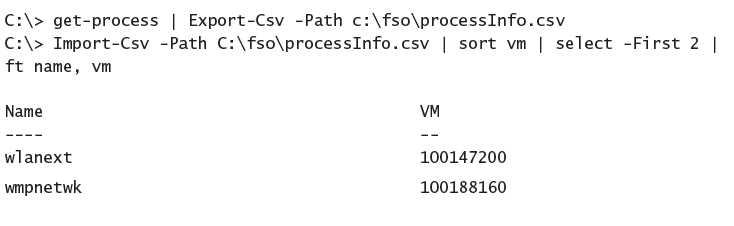 C:\> get-process | Export-Csv -Path c:\fso\processInfo.csv
C:\> Import-Csv -Path C:\fso\processInfo.csv | sort vm | select -First 2 |
ft name, vm
Name VM
---- --
wlanext 100147200
wmpnetwk 100188160